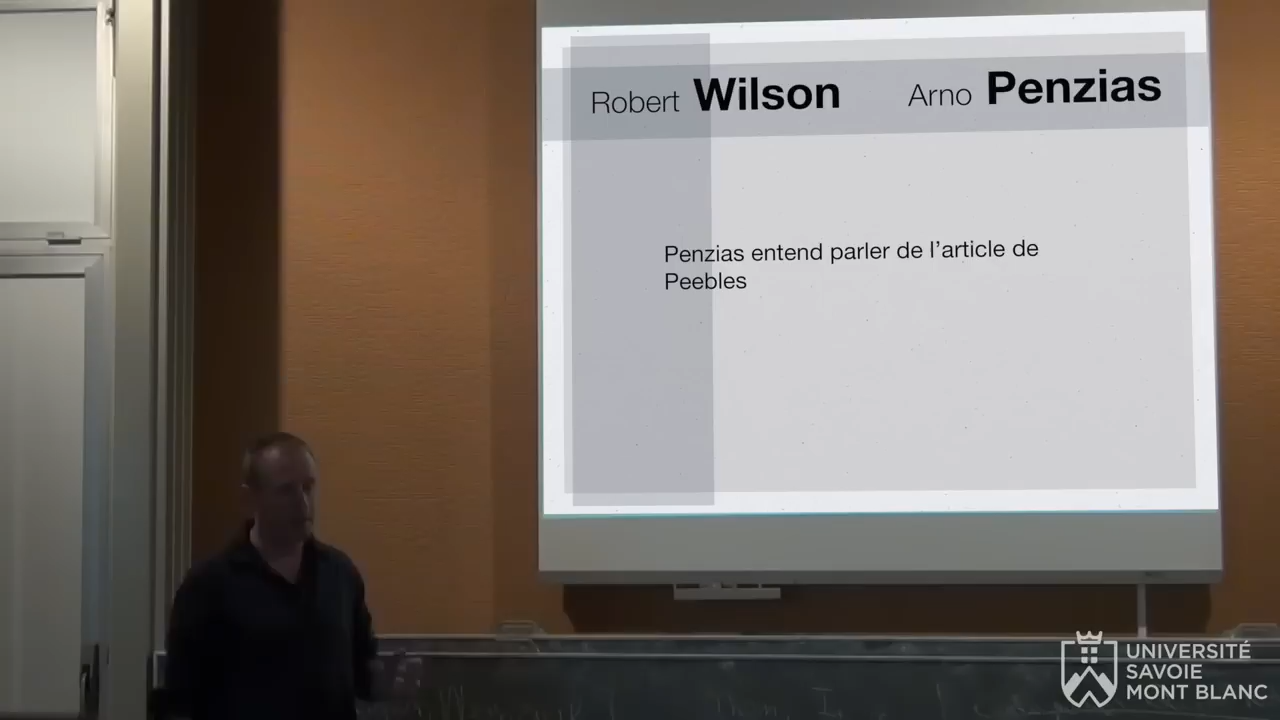 Robert Wilson Arno Penzias
Penzias entend parler de l’article de
Peebles
UNIVERSITÉ
SAVOIE
MONT BLANC